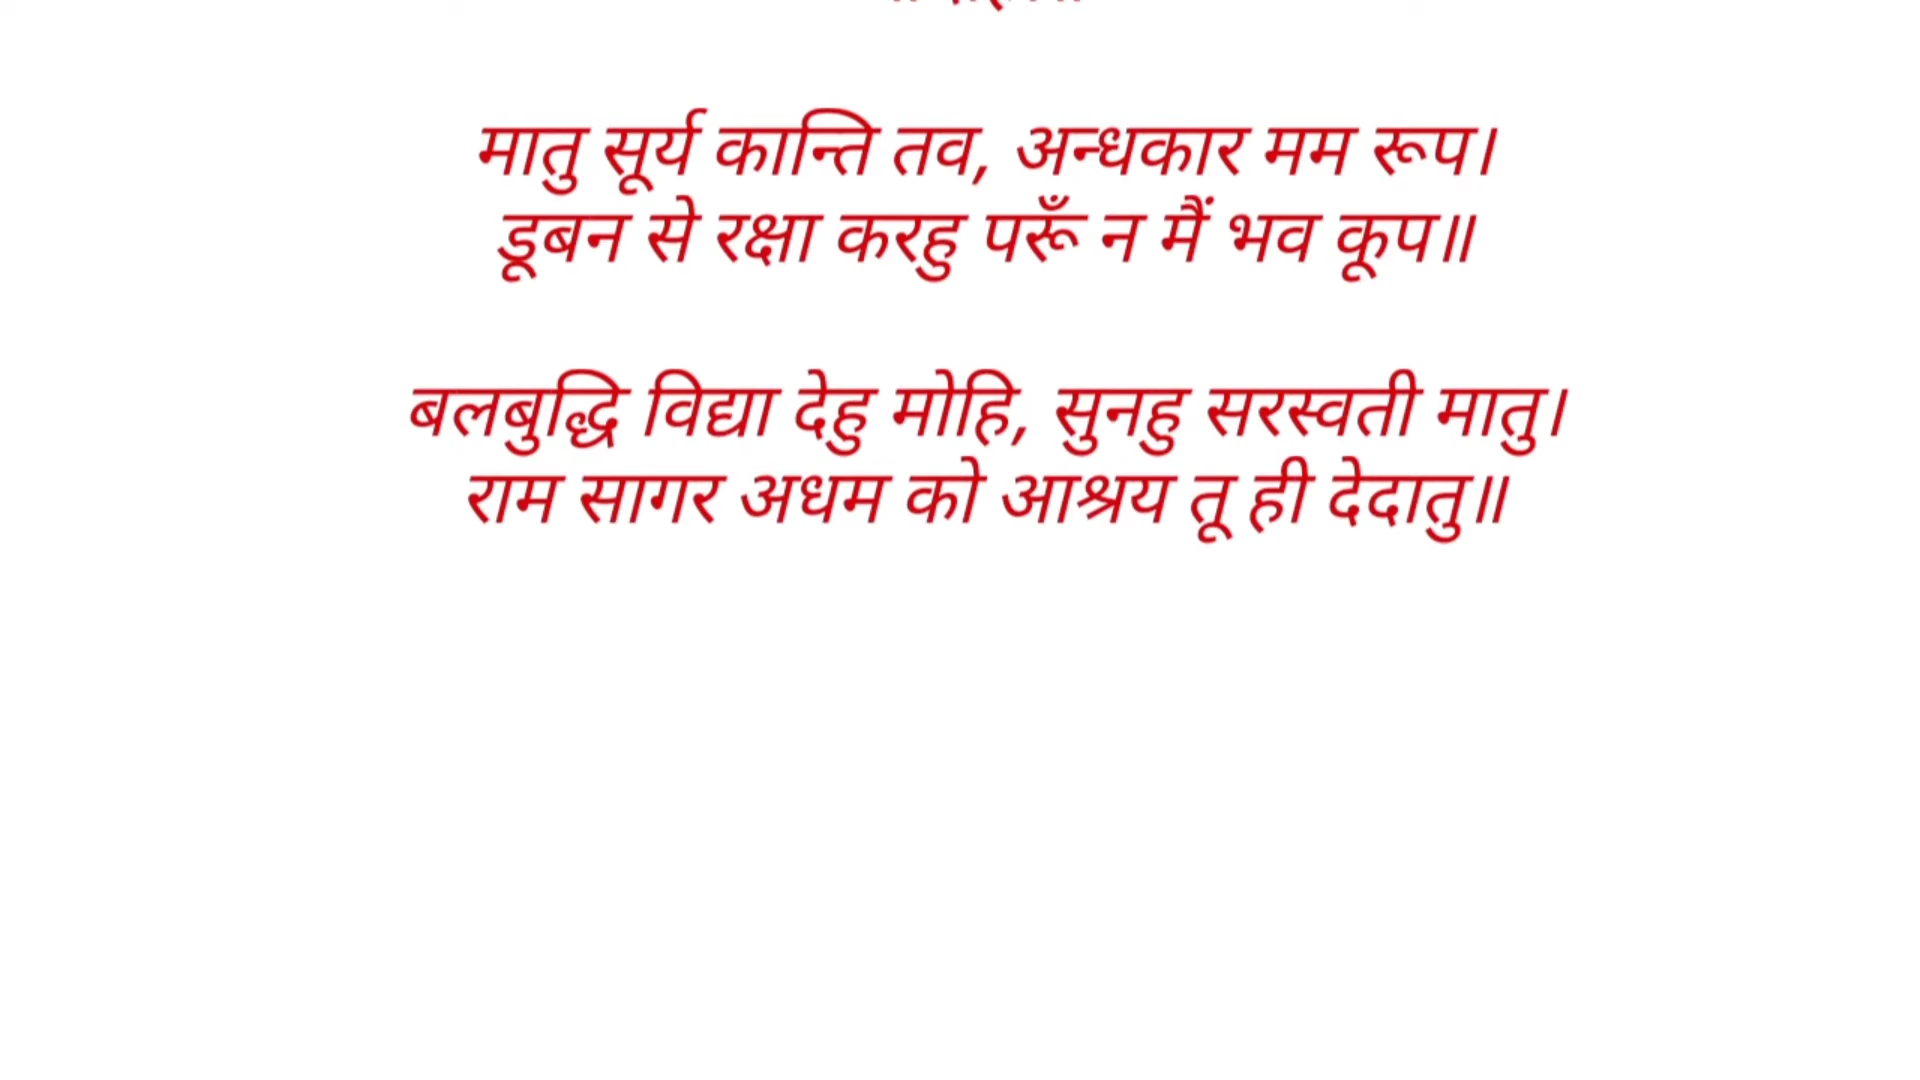 मातु सूर्य कान्ति तव, अन्धकार मम रूप।
डूबन से रक्षा करहु परूँ न मैं भव कूप॥
बलबुद्धि विद्या देहु मोहि, सुनहु सरस्वती मातु।
राम सागर अधम को आश्रय तू ही देदातु॥